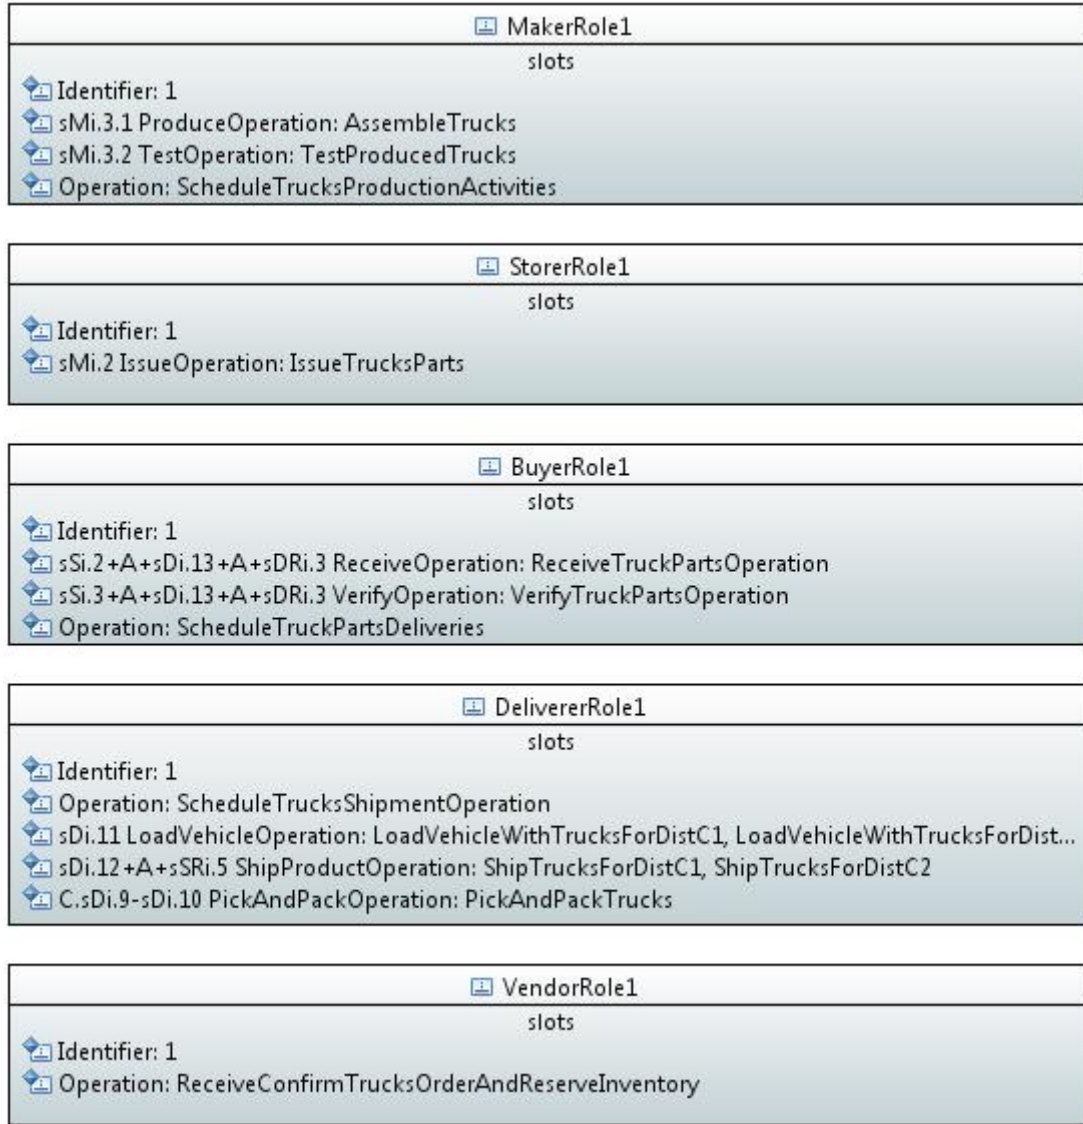 MakerRole1
slots
Identifier: 1
sMi.3.1 ProduceOperation: AssembleTrucks
sMi.3.2 TestOperation: TestProducedTrucks
Operation: ScheduleTrucksProductionActivities
StorerRole1
slots
Identifier: 1
sMi.2 IssueOperation: IssueTrucksParts
BuyerRole1
slots
Identifier: 1
sSi.2+A+sDi.13+A+sDRi.3 ReceiveOperation: ReceiveTruckPartsOperation
sSi.3+A+sDi.13+A+sDRi.3 VerifyOperation: VerifyTruckPartsOperation
Operation: ScheduleTruckPartsDeliveries
DelivererRole1
slots
Identifier: 1
Operation: ScheduleTrucksShipmentOperation
sDi.11 LoadVehicleOperation: LoadVehicleWithTrucksForDistC1, LoadVehicleWithTrucksForDist...
sDi.12+A+sSRi.5 ShipProductOperation: ShipTrucksForDistC1, ShipTrucksForDistC2
C.sDi.9-sDi.10 PickAndPackOperation: PickAndPackTrucks
VendorRole1
slots
Identifier: 1
Operation: ReceiveConfirmTrucksOrderAndReserveInventory